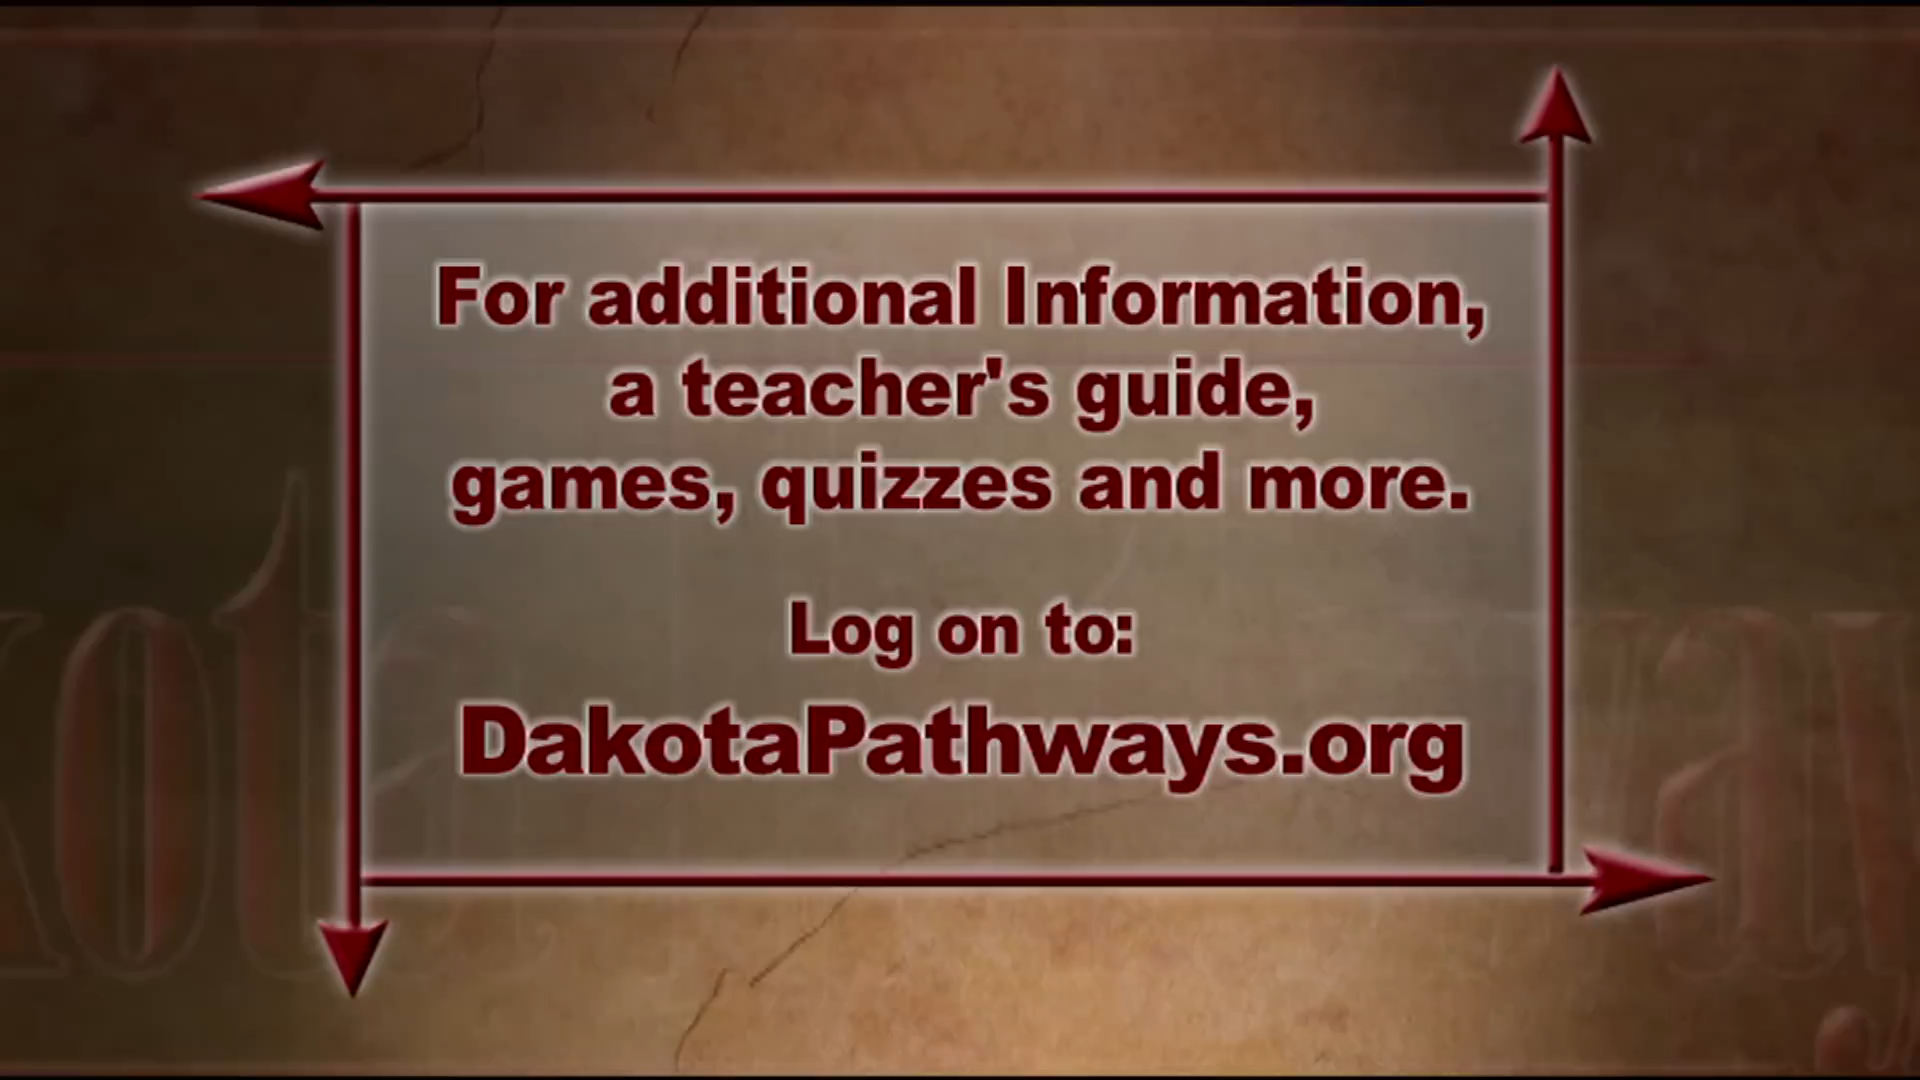 For additional Information,
a teacher's guide,
games, quizzes and more.
Log on to:
DakotaPathways.org